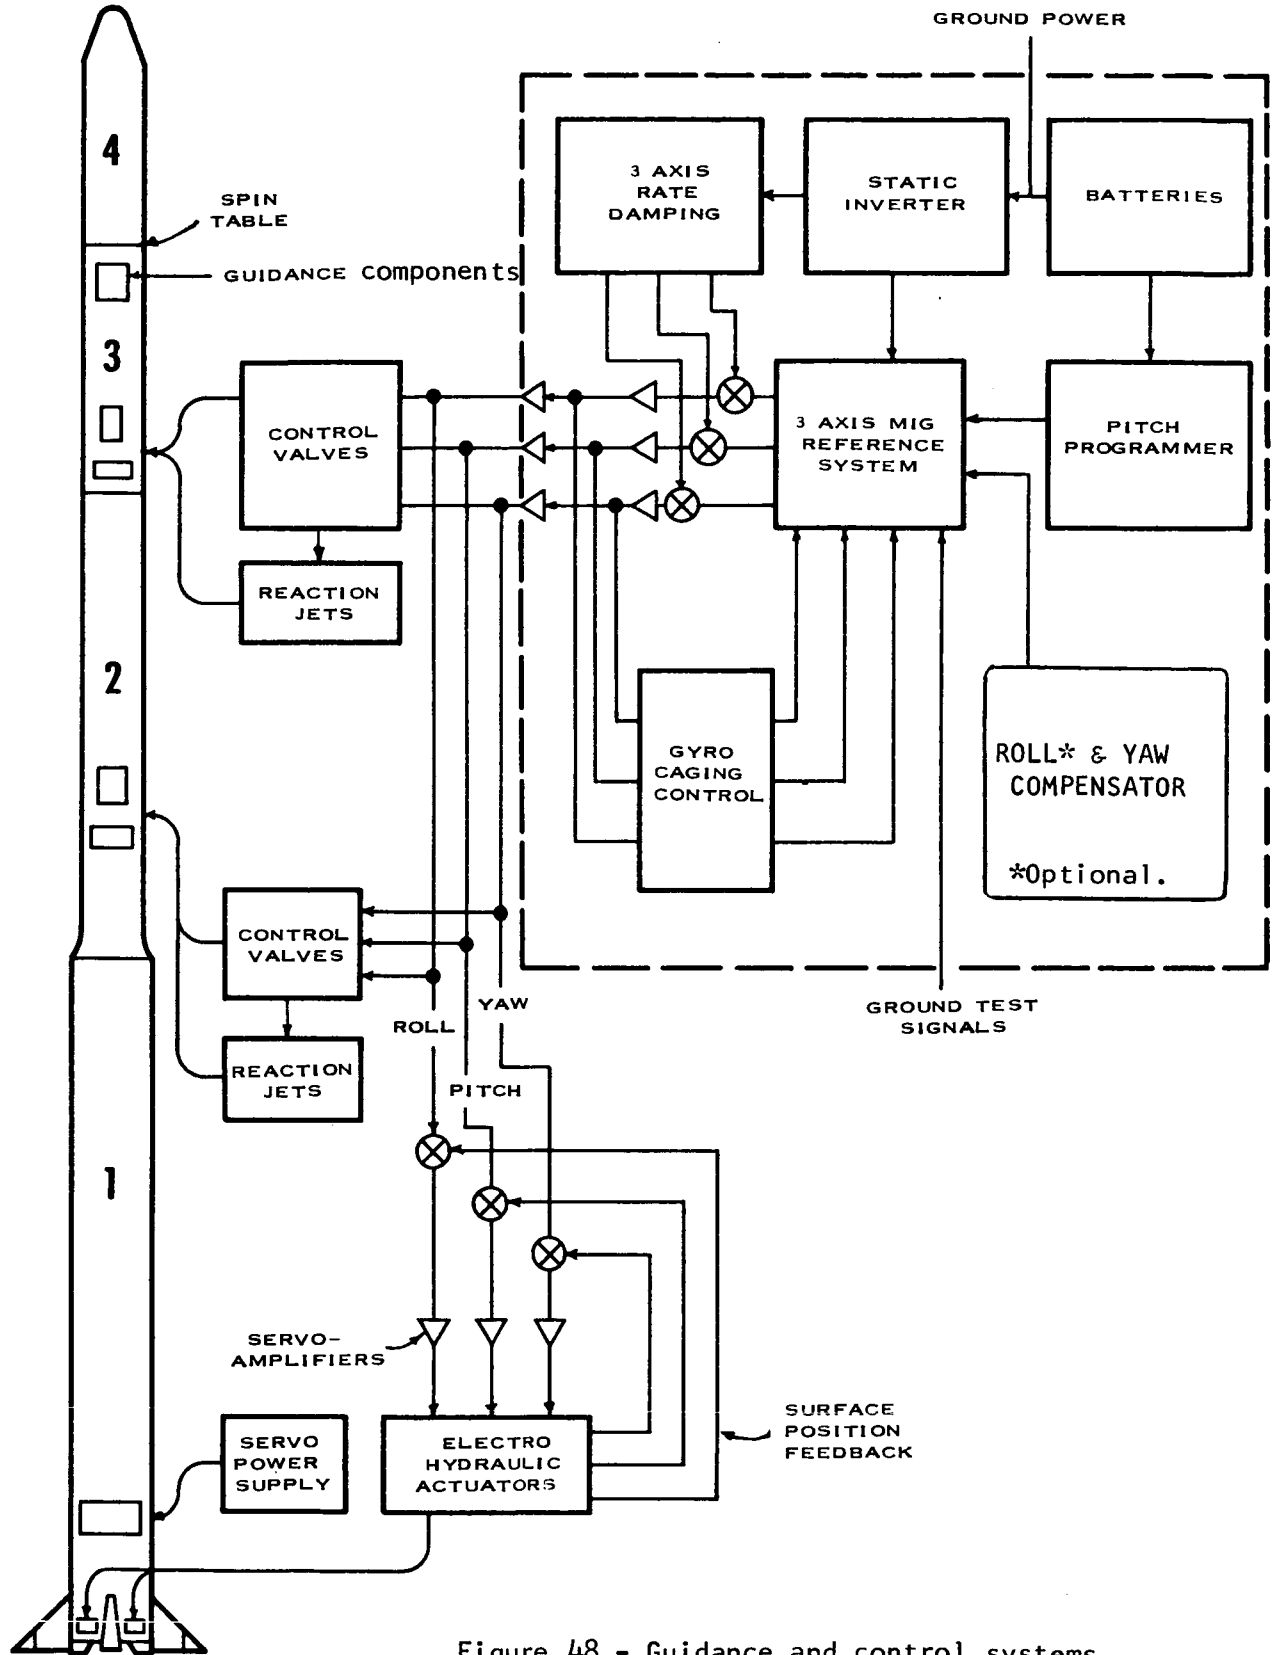 GROUND POWER
4
SPIN
TABLE
GUIDANCE components
3 AXIS
RATE
DAMPING
STATIC
INVERTER
BATTERIES
3
CONTROL
VALVES
3 AXIS MIG
REFERENCE
SYSTEM
PITCH
PROGRAMMER
REACTION
JETS
2
GYRO
CAGING
CONTROL
ROLL* & YAW
COMPENSATOR
*Optional.
CONTROL
VALVES
YAW
ROLL
GROUND TEST
SIGNALS
REACTION
JETS
PITCH
1
SERVO-
AMPLIFIERS
SERVO
POWER
SUPPLY
ELECTRO
HYDRAULIC
ACTUATORS
SURFACE
POSITION
FEEDBACK
Figure 48 - Guidance and control systems